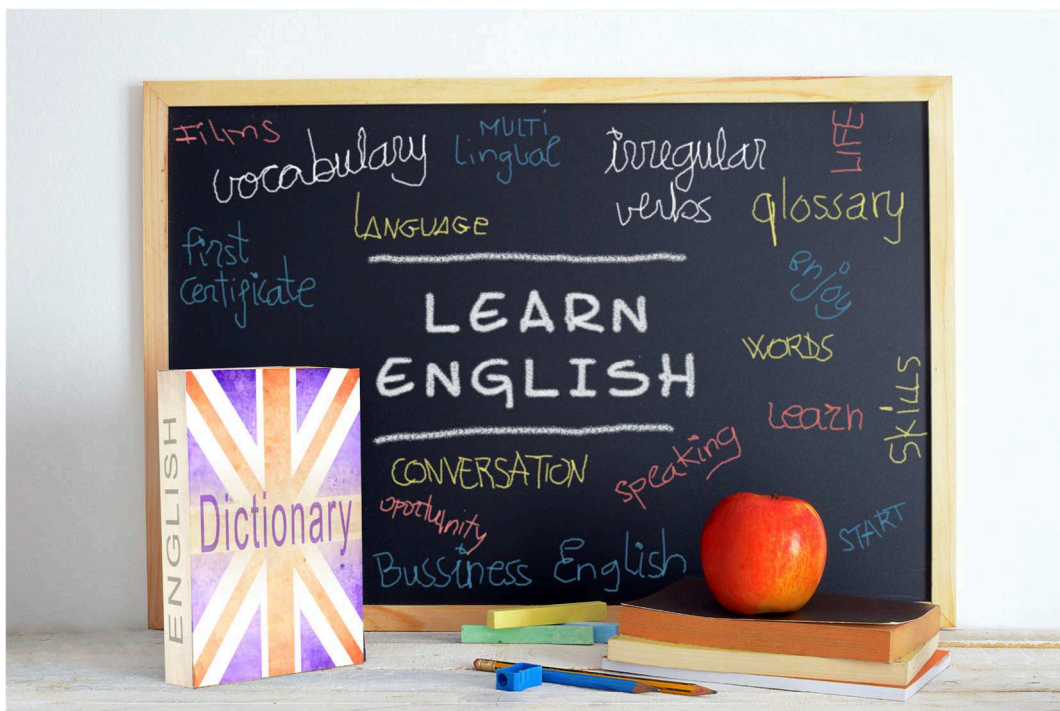 Films
vocabulary
MULTI
lingual
irregular
verbs
LIFE
glossary
LANGUAGE
first
certificate
enjoy
LEARN
ENGLISH
WORDS
Learn
SKILLS
CONVERSATION
speaking
oportunity
START
Bussiness English
ENGLISH
Dictionary